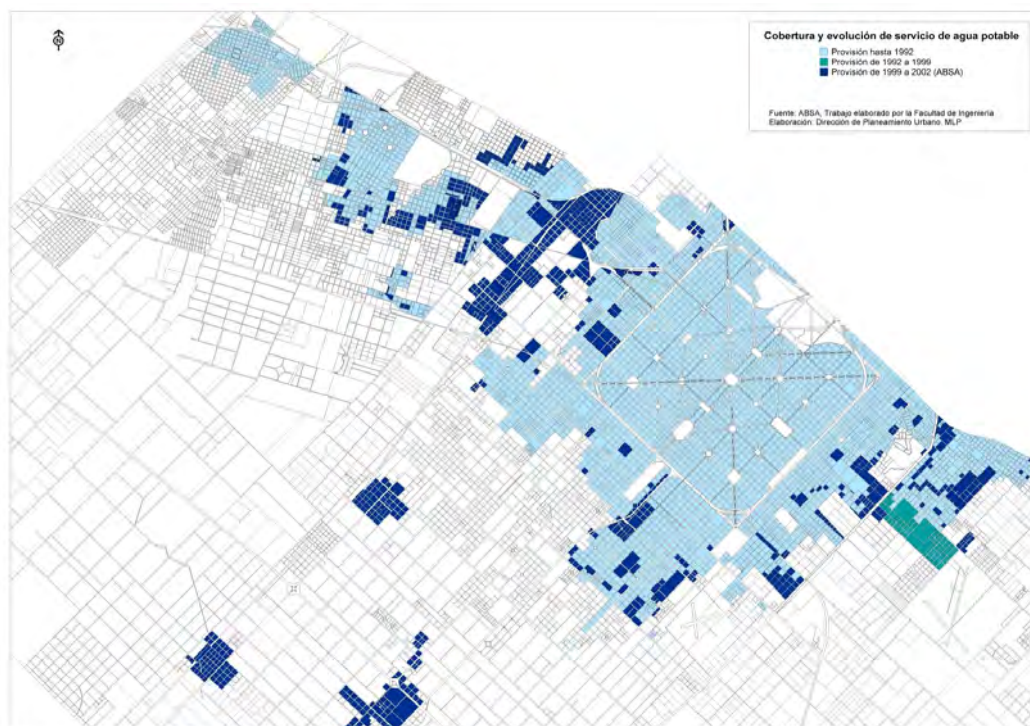 Cobertura y evolución de servicio de agua potable
Provisión hasta 1992
Provisión de 1992 a 1999
Provisión de 1999 a 2002 (ABSA)
Fuente: ABSA, Trabajo elaborado por la Facultad de Ingeniería
Elaboración: Dirección de Planeamiento Urbano. MLP